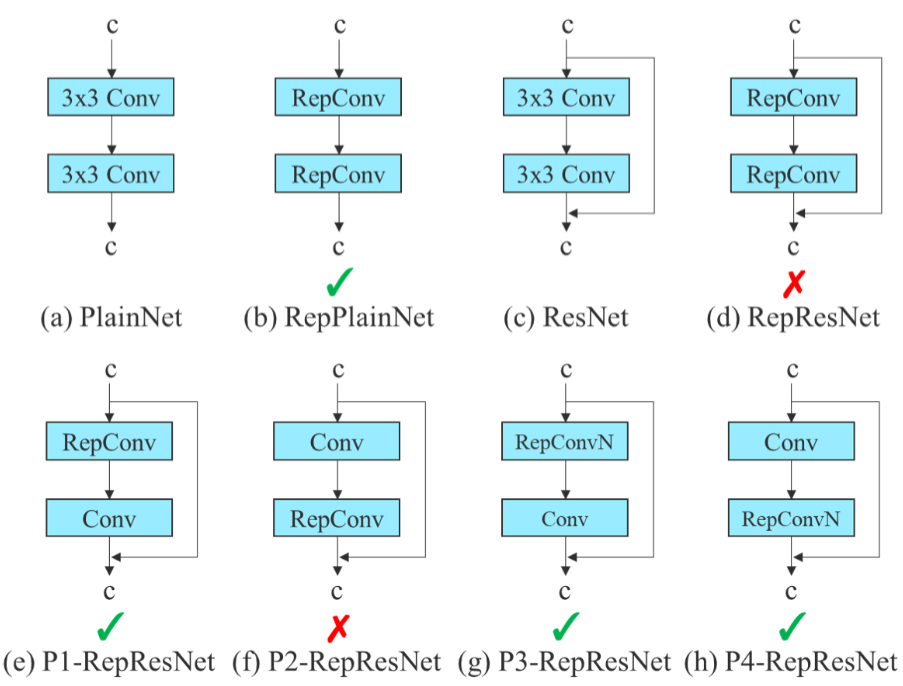 c c c c
3x3 Conv RepConv 3x3 Conv RepConv
3x3 Conv RepConv 3x3 Conv RepConv
c c c c
(a) PlainNet (b) RepPlainNet (c) ResNet (d) RepResNet
c c c c
RepConv Conv RepConvN Conv
Conv RepConv Conv RepConvN
c c c c
(e) P1-RepResNet (f) P2-RepResNet (g) P3-RepResNet (h) P4-RepResNet